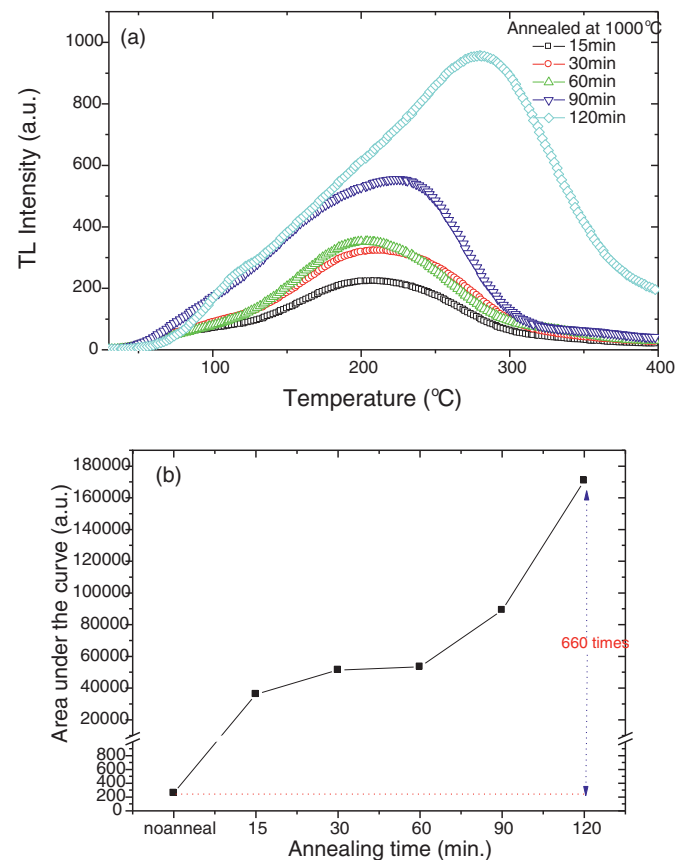 (a)
Annealed at 1000°C
15min
30min
60min
90min
120min
1000
800
600
400
200
0
TL Intensity (a.u.)
100
200
300
400
Temperature (°C)
(b)
180000
160000
140000
120000
100000
80000
60000
40000
20000
800
600
400
200
0
Area under the curve (a.u.)
660 times
noanneal 15 30 60 90 120
Annealing time (min.)